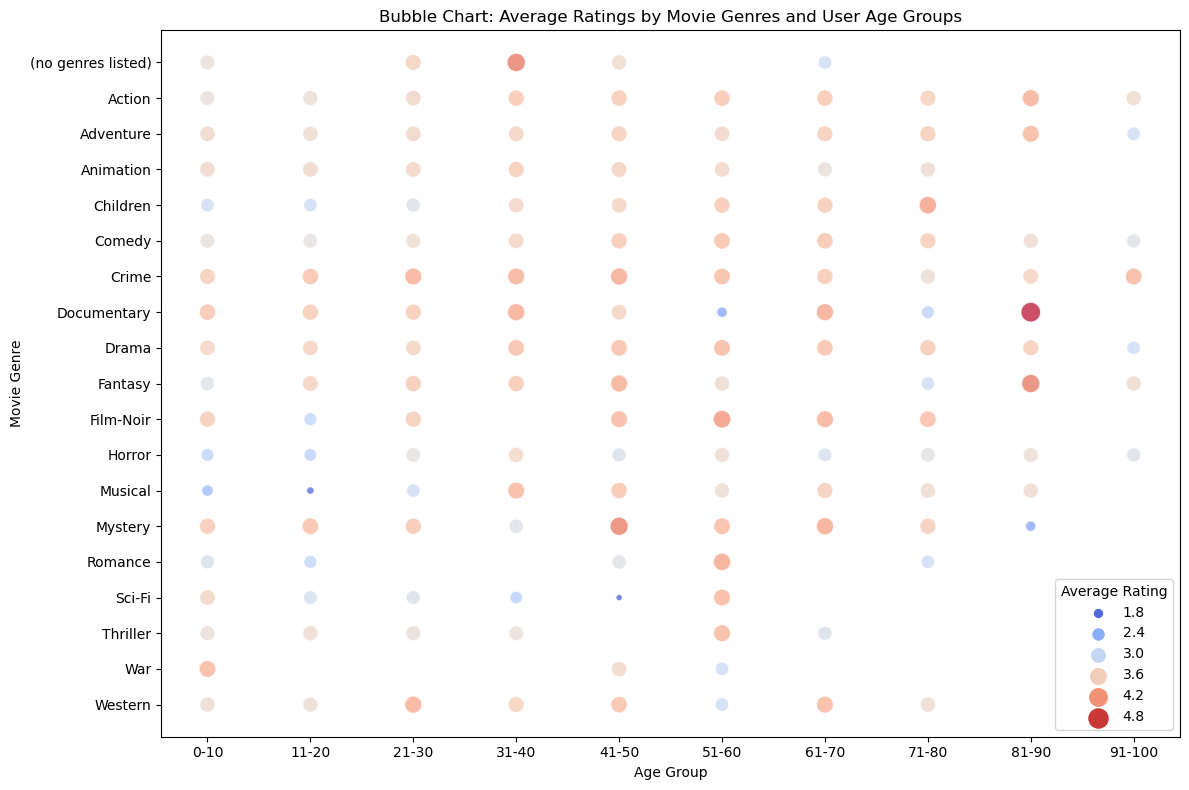 Bubble Chart: Average Ratings by Movie Genres and User Age Groups
Movie Genre
(no genres listed)
Action
Adventure
Animation
Children
Comedy
Crime
Documentary
Drama
Fantasy
Film-Noir
Horror
Musical
Mystery
Romance
Sci-Fi
Thriller
War
Western
Average Rating
1.8
2.4
3.0
3.6
4.2
4.8
0-10 11-20 21-30 31-40 41-50 51-60 61-70 71-80 81-90 91-100
Age Group